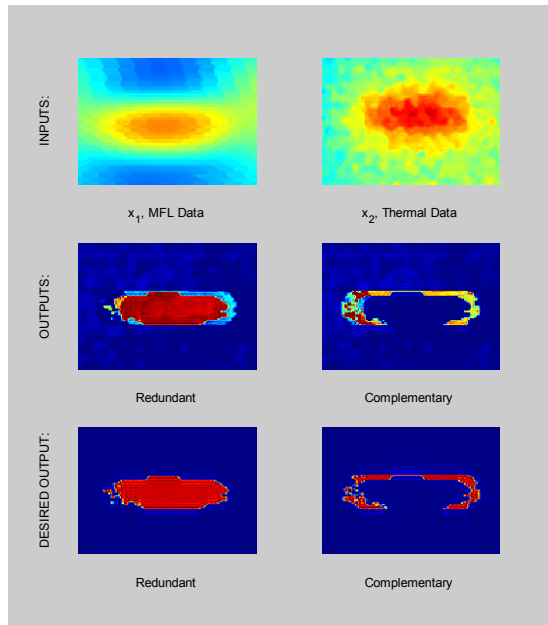 INPUTS:
x1, MFL Data
x2, Thermal Data
OUTPUTS:
Redundant
Complementary
DESIRED OUTPUT:
Redundant
Complementary